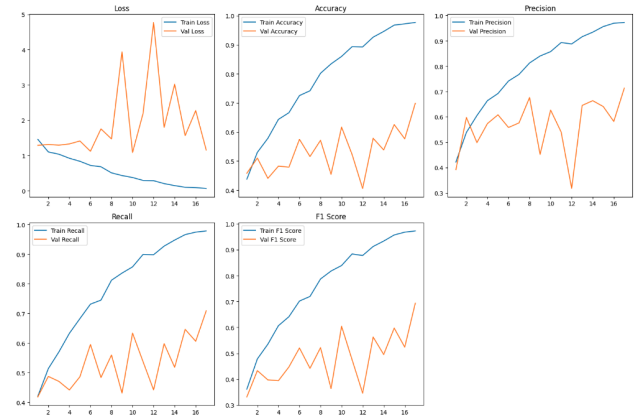 Loss
Train Loss
Val Loss
5
4
3
2
1
0
2 4 6 8 10 12 14 16
Accuracy
Train Accuracy
Val Accuracy
1.0
0.9
0.8
0.7
0.6
0.5
0.4
2 4 6 8 10 12 14 16
Precision
Train Precision
Val Precision
1.0
0.9
0.8
0.7
0.6
0.5
0.4
0.3
2 4 6 8 10 12 14 16
Recall
Train Recall
Val Recall
1.0
0.9
0.8
0.7
0.6
0.5
0.4
2 4 6 8 10 12 14 16
F1 Score
Train F1 Score
Val F1 Score
1.0
0.9
0.8
0.7
0.6
0.5
0.4
0.3
2 4 6 8 10 12 14 16